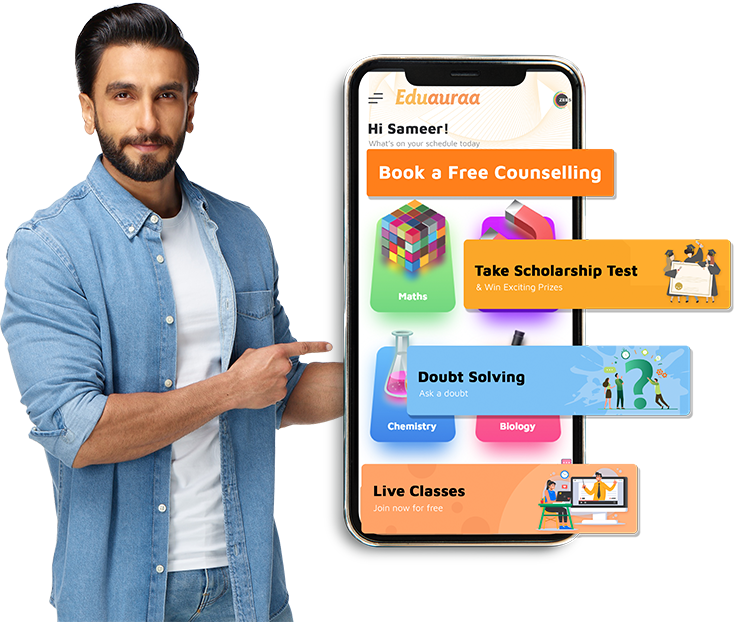 Eduauraa
Hi Sameer!
What's on your schedule today
Book a Free Counselling
Maths
Take Scholarship Test
& Win Exciting Prizes
Doubt Solving
Ask a doubt
Chemistry
Biology
Live Classes
Join now for free